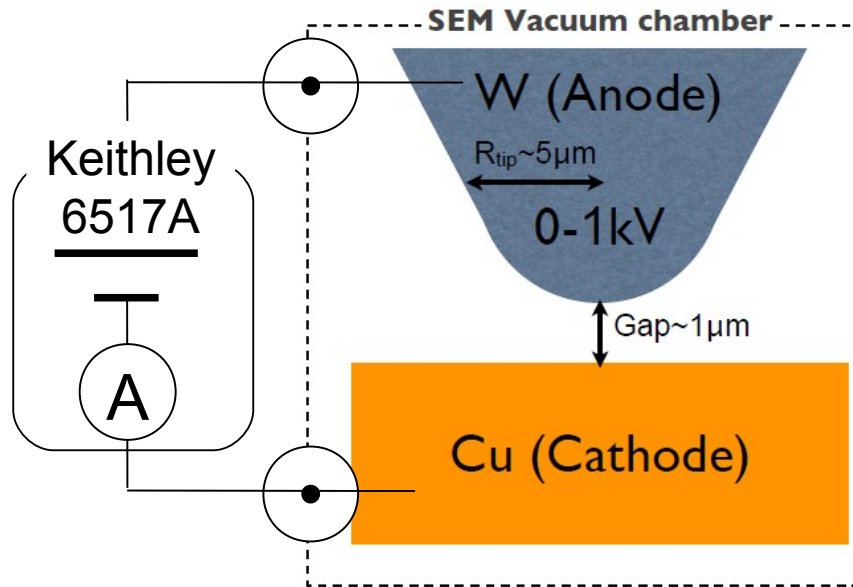 SEM Vacuum chamber
W (Anode)
Rtip~5μm
0-1kV
Gap~1μm
Cu (Cathode)
Keithley
6517A
A